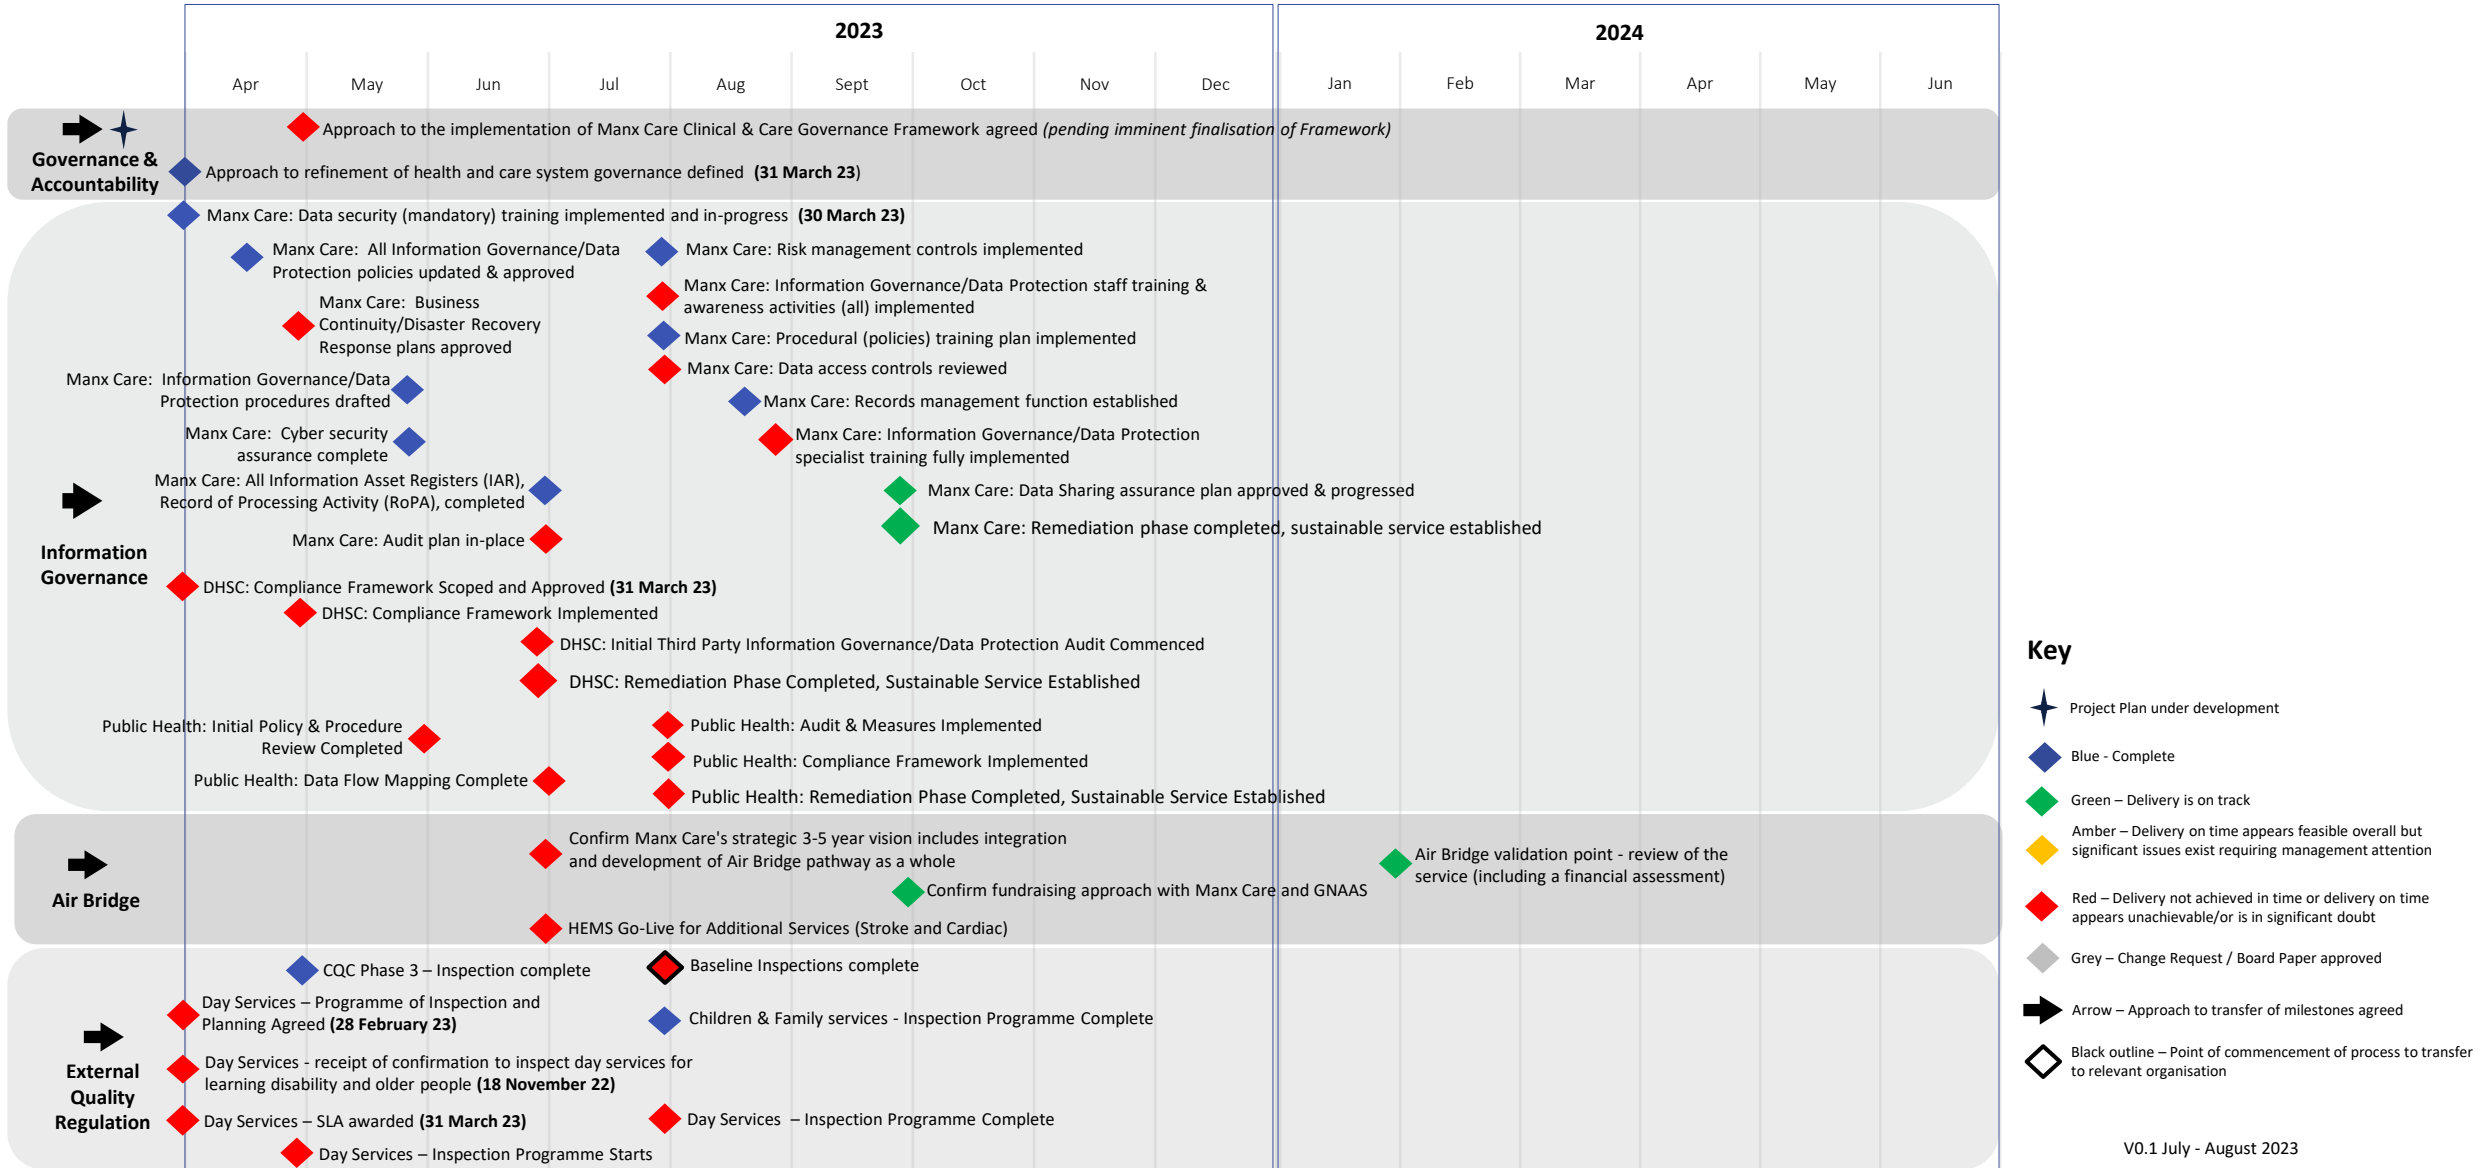 2023
2024
Apr
May
Jun
Jul
Aug
Sept
Oct
Nov
Dec
Jan
Feb
Mar
Apr
May
Jun
Governance &
Accountability
Approach to the implementation of Manx Care Clinical & Care Governance Framework agreed (pending imminent finalisation of Framework)
Approach to refinement of health and care system governance defined (31 March 23)
Information
Governance
Manx Care: Data security (mandatory) training implemented and in-progress (30 March 23)
Manx Care: All Information Governance/Data
Protection policies updated & approved
Manx Care: Business
Continuity/Disaster Recovery
Response plans approved
Manx Care: Information Governance/Data
Protection procedures drafted
Manx Care: Cyber security
assurance complete
Manx Care: All Information Asset Registers (IAR),
Record of Processing Activity (RoPA), completed
Manx Care: Audit plan in-place
Manx Care: Risk management controls implemented
Manx Care: Information Governance/Data Protection staff training &
awareness activities (all) implemented
Manx Care: Procedural (policies) training plan implemented
Manx Care: Data access controls reviewed
Manx Care: Records management function established
Manx Care: Information Governance/Data Protection
specialist training fully implemented
Manx Care: Data Sharing assurance plan approved & progressed
Manx Care: Remediation phase completed, sustainable service established
DHSC: Compliance Framework Scoped and Approved (31 March 23)
DHSC: Compliance Framework Implemented
DHSC: Initial Third Party Information Governance/Data Protection Audit Commenced
DHSC: Remediation Phase Completed, Sustainable Service Established
Public Health: Initial Policy & Procedure
Review Completed
Public Health: Data Flow Mapping Complete
Public Health: Audit & Measures Implemented
Public Health: Compliance Framework Implemented
Public Health: Remediation Phase Completed, Sustainable Service Established
Air Bridge
Confirm Manx Care's strategic 3-5 year vision includes integration
and development of Air Bridge pathway as a whole
Air Bridge validation point - review of the
service (including a financial assessment)
Confirm fundraising approach with Manx Care and GNAAS
HEMS Go-Live for Additional Services (Stroke and Cardiac)
External
Quality
Regulation
CQC Phase 3 – Inspection complete
Baseline Inspections complete
Day Services – Programme of Inspection and
Planning Agreed (28 February 23)
Children & Family services - Inspection Programme Complete
Day Services - receipt of confirmation to inspect day services for
learning disability and older people (18 November 22)
Day Services – SLA awarded (31 March 23)
Day Services – Inspection Programme Complete
Day Services – Inspection Programme Starts
Key
Project Plan under development
Blue - Complete
Green – Delivery is on track
Amber – Delivery on time appears feasible overall but
significant issues exist requiring management attention
Red – Delivery not achieved in time or delivery on time
appears unachievable/or is in significant doubt
Grey – Change Request / Board Paper approved
Arrow – Approach to transfer of milestones agreed
Black outline – Point of commencement of process to transfer
to relevant organisation
V0.1 July - August 2023